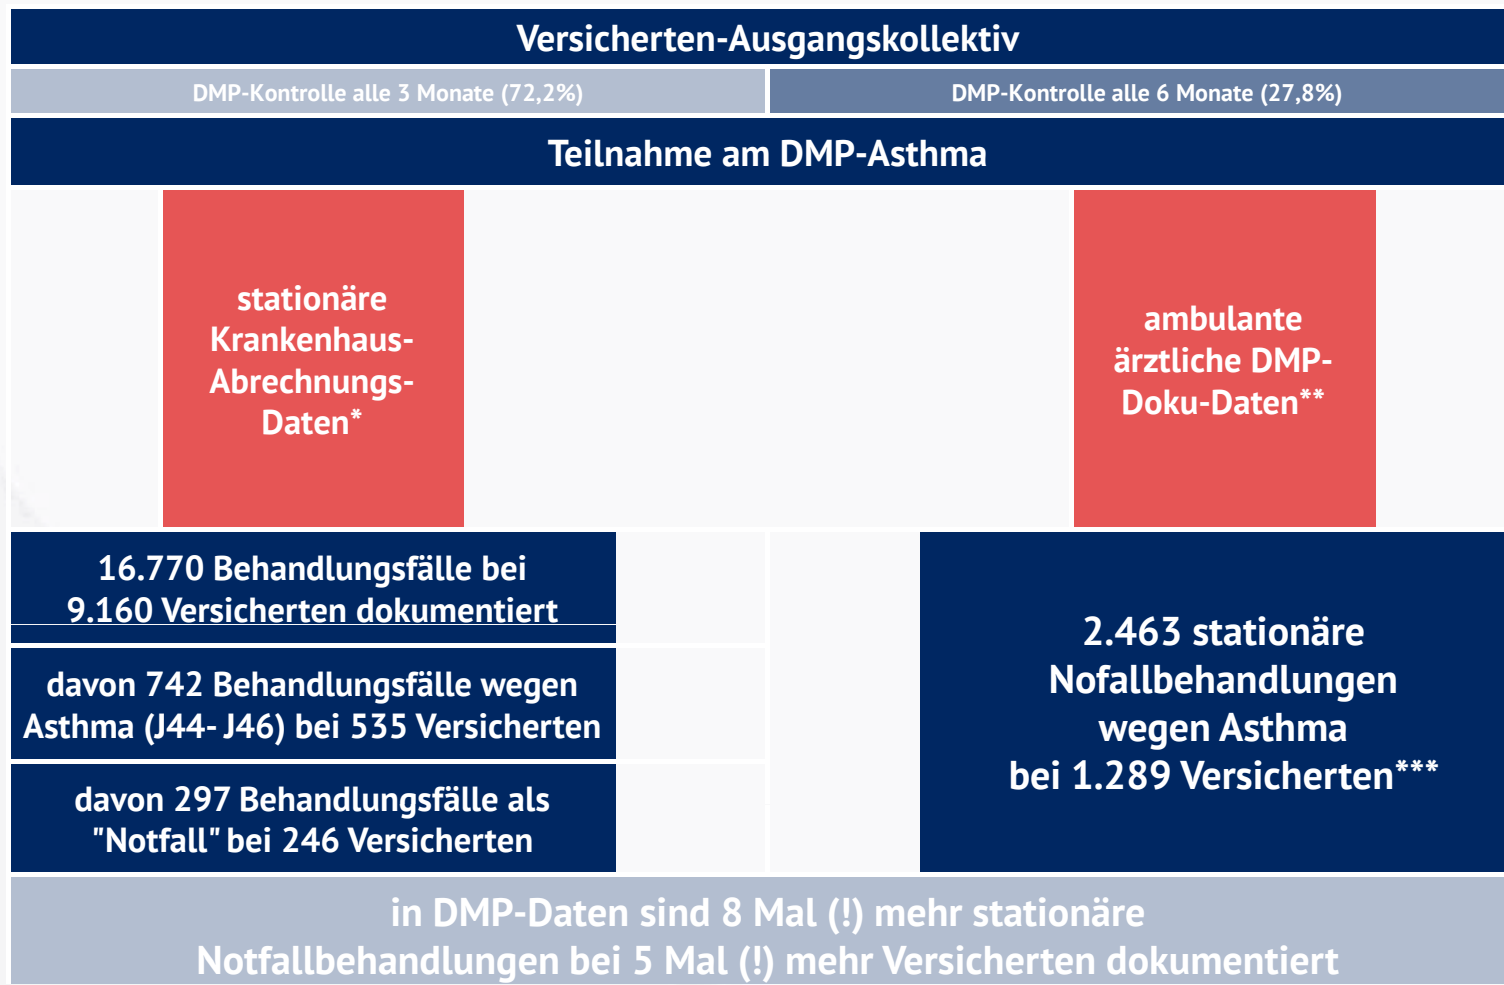 Versicherten-Ausgangskollektiv
DMP-Kontrolle alle 3 Monate (72,2%)
DMP-Kontrolle alle 6 Monate (27,8%)
Teilnahme am DMP-Asthma
stationäre
Krankenhaus-
Abrechnungs-
Daten*
ambulante
ärztliche DMP-
Doku-Daten**
16.770 Behandlungsfälle bei
9.160 Versicherten dokumentiert
davon 742 Behandlungsfälle wegen
Asthma (J44- J46) bei 535 Versicherten
davon 297 Behandlungsfälle als
"Notfall" bei 246 Versicherten
2.463 stationäre
Nofallbehandlungen
wegen Asthma
bei 1.289 Versicherten***
in DMP-Daten sind 8 Mal (!) mehr stationäre
Notfallbehandlungen bei 5 Mal (!) mehr Versicherten dokumentiert